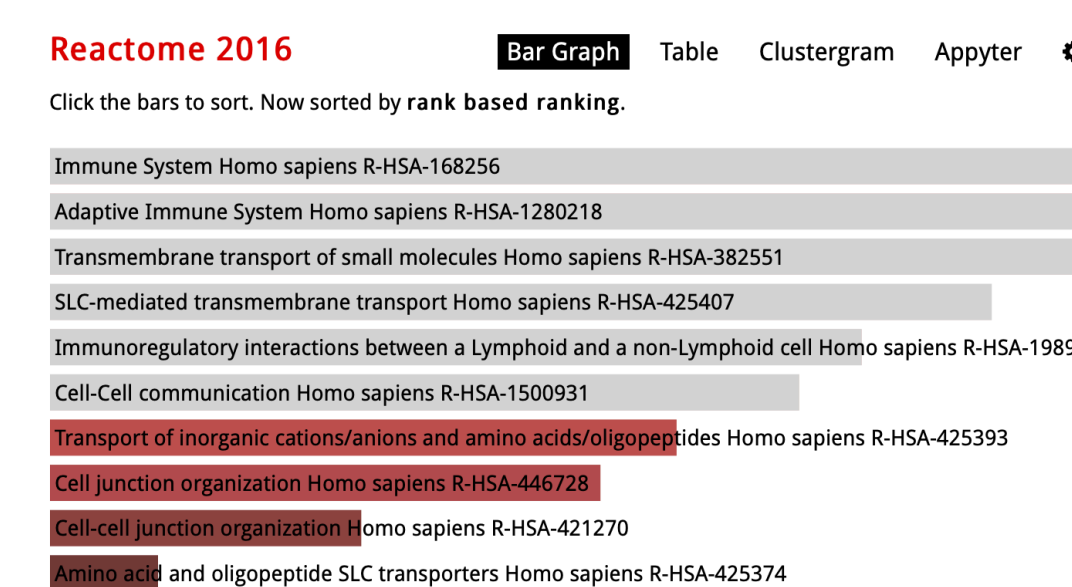 Reactome 2016
Bar Graph Table Clustergram Appyter
Click the bars to sort. Now sorted by rank based ranking.
Immune System Homo sapiens R-HSA-168256
Adaptive Immune System Homo sapiens R-HSA-1280218
Transmembrane transport of small molecules Homo sapiens R-HSA-382551
SLC-mediated transmembrane transport Homo sapiens R-HSA-425407
Immunoregulatory interactions between a Lymphoid and a non-Lymphoid cell Homo sapiens R-HSA-1989
Cell-Cell communication Homo sapiens R-HSA-1500931
Transport of inorganic cations/anions and amino acids/oligopeptides Homo sapiens R-HSA-425393
Cell junction organization Homo sapiens R-HSA-446728
Cell-cell junction organization Homo sapiens R-HSA-421270
Amino acid and oligopeptide SLC transporters Homo sapiens R-HSA-425374